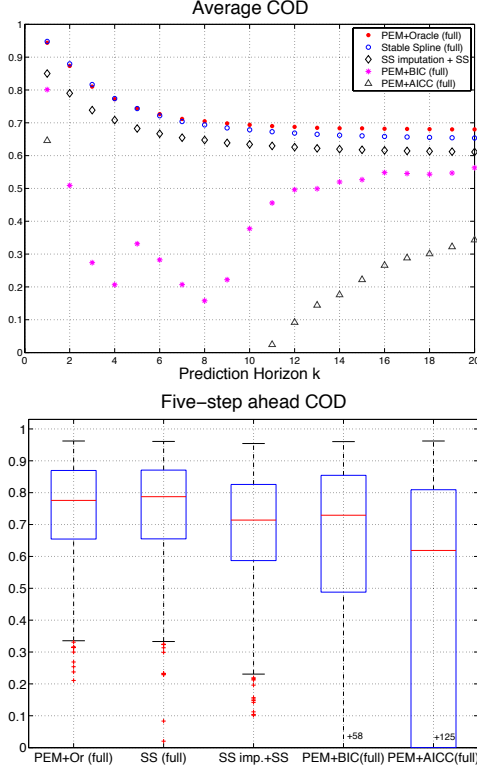 Average COD
1
0.9
0.8
0.7
0.6
0.5
0.4
0.3
0.2
0.1
0
PEM+Oracle (full)
Stable Spline (full)
SS imputation + SS
PEM+BIC (full)
PEM+AICC (full)
0 2 4 6 8 10 12 14 16 18 20
Prediction Horizon k
Five−step ahead COD
1
0.9
0.8
0.7
0.6
0.5
0.4
0.3
0.2
0.1
0
+58
+125
PEM+Or (full) SS (full) SS imp.+SS PEM+BIC(full) PEM+AICC(full)